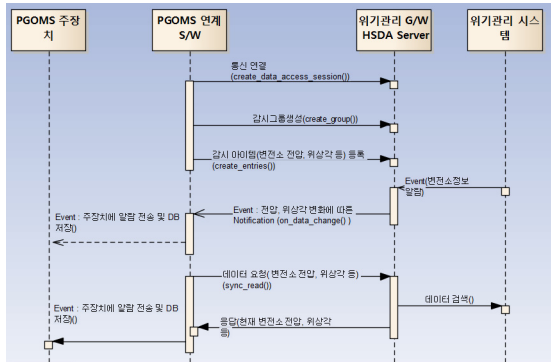 PGOMS 주장
치
PGOMS 연계
S/W
위기관리 G/W
HSDA Server
위기관리 시스
템
통신 연결
(create_data_access_session())
감시그룹생성(create_group())
감시 아이템(변전소 전압, 위상각 등) 등록
(create_entries())
Event(변전소정보
알람)
Event : 전압, 위상각 변화에 따른
Notification (on_data_change() )
Event : 주장치에 알람 전송 및 DB
저장()
데이터 요청( 변전소 전압, 위상각 등)
(sync_read())
데이터 검색()
Event : 주장치에 알람 전송 및 DB
저장()
응답(현재 변전소 전압, 위상각
등)